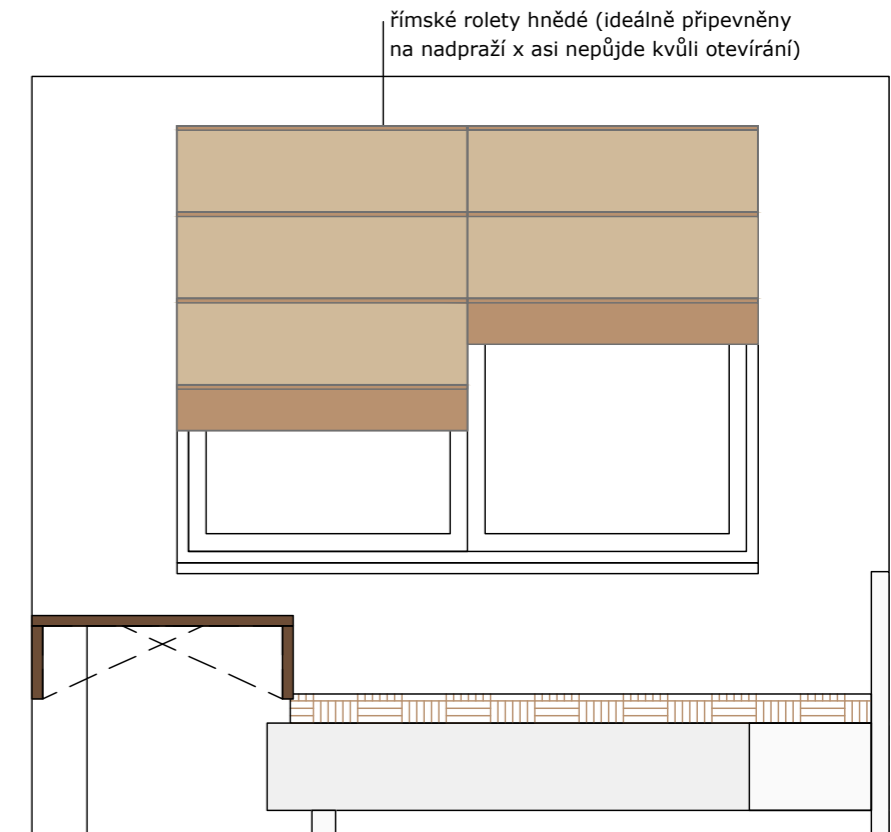 římské rolety hnědé (ideálně připevněny
na nadpraží x asi nepůjde kvůli otevírání)